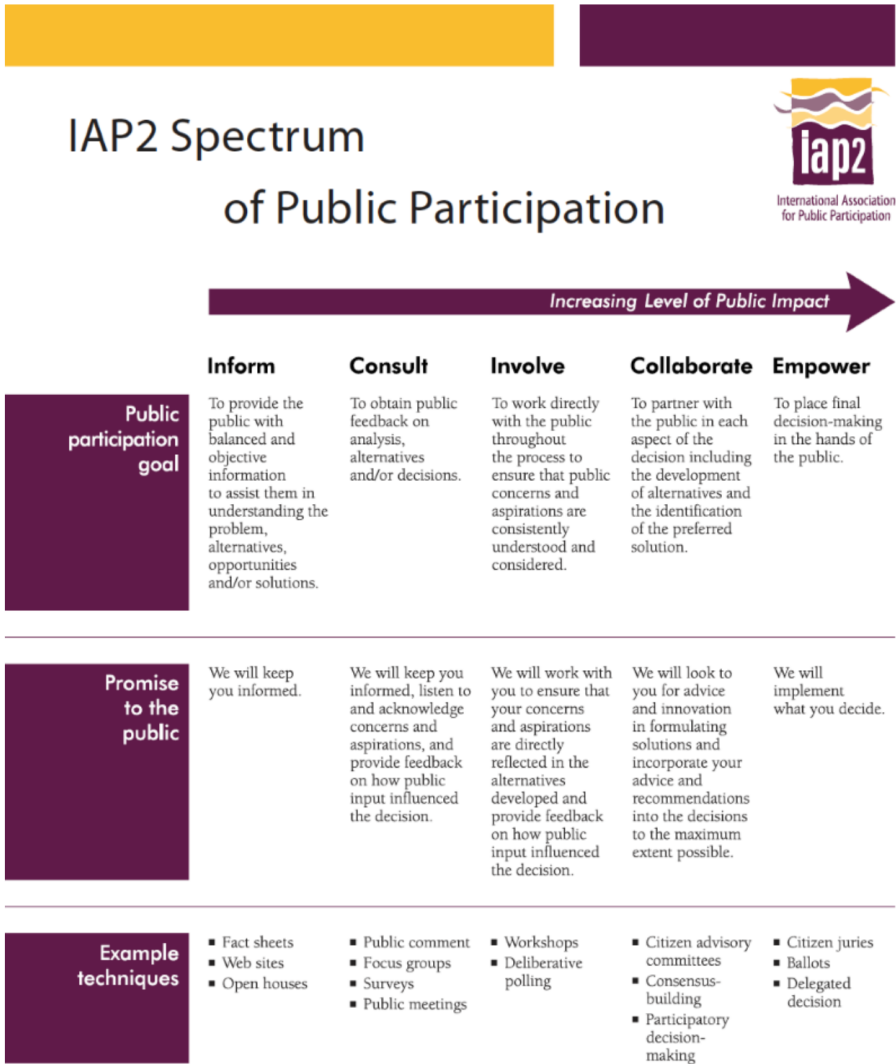 IAP2 Spectrum
of Public Participation
iap2
International Association
for Public Participation
Increasing Level of Public Impact
Inform
Consult
Involve
Collaborate
Empower
Public
participation
goal
To provide the
public with
balanced and
objective
information
to assist them in
understanding the
problem,
alternatives,
opportunities
and/or solutions.
To obtain public
feedback on
analysis,
alternatives
and/or decisions.
To work directly
with the public
throughout
the process to
ensure that public
concerns and
aspirations are
consistently
understood and
considered.
To partner with
the public in each
aspect of the
decision including
the development
of alternatives and
the identification
of the preferred
solution.
To place final
decision-making
in the hands of
the public.
Promise
to the
public
We will keep
you informed.
We will keep you
informed, listen to
and acknowledge
concerns and
aspirations, and
provide feedback
on how public
input influenced
the decision.
We will work with
you to ensure that
your concerns
and aspirations
are directly
reflected in the
alternatives
developed and
provide feedback
on how public
input influenced
the decision.
We will look to
you for advice
and innovation
in formulating
solutions and
incorporate your
advice and
recommendations
into the decisions
to the maximum
extent possible.
We will
implement
what you decide.
Example
techniques
▪ Fact sheets
▪ Web sites
▪ Open houses
▪ Public comment
▪ Focus groups
▪ Surveys
▪ Public meetings
▪ Workshops
▪ Deliberative
polling
▪ Citizen advisory
committees
▪ Consensus-
building
▪ Participatory
decision-
making
▪ Citizen juries
▪ Ballots
▪ Delegated
decision